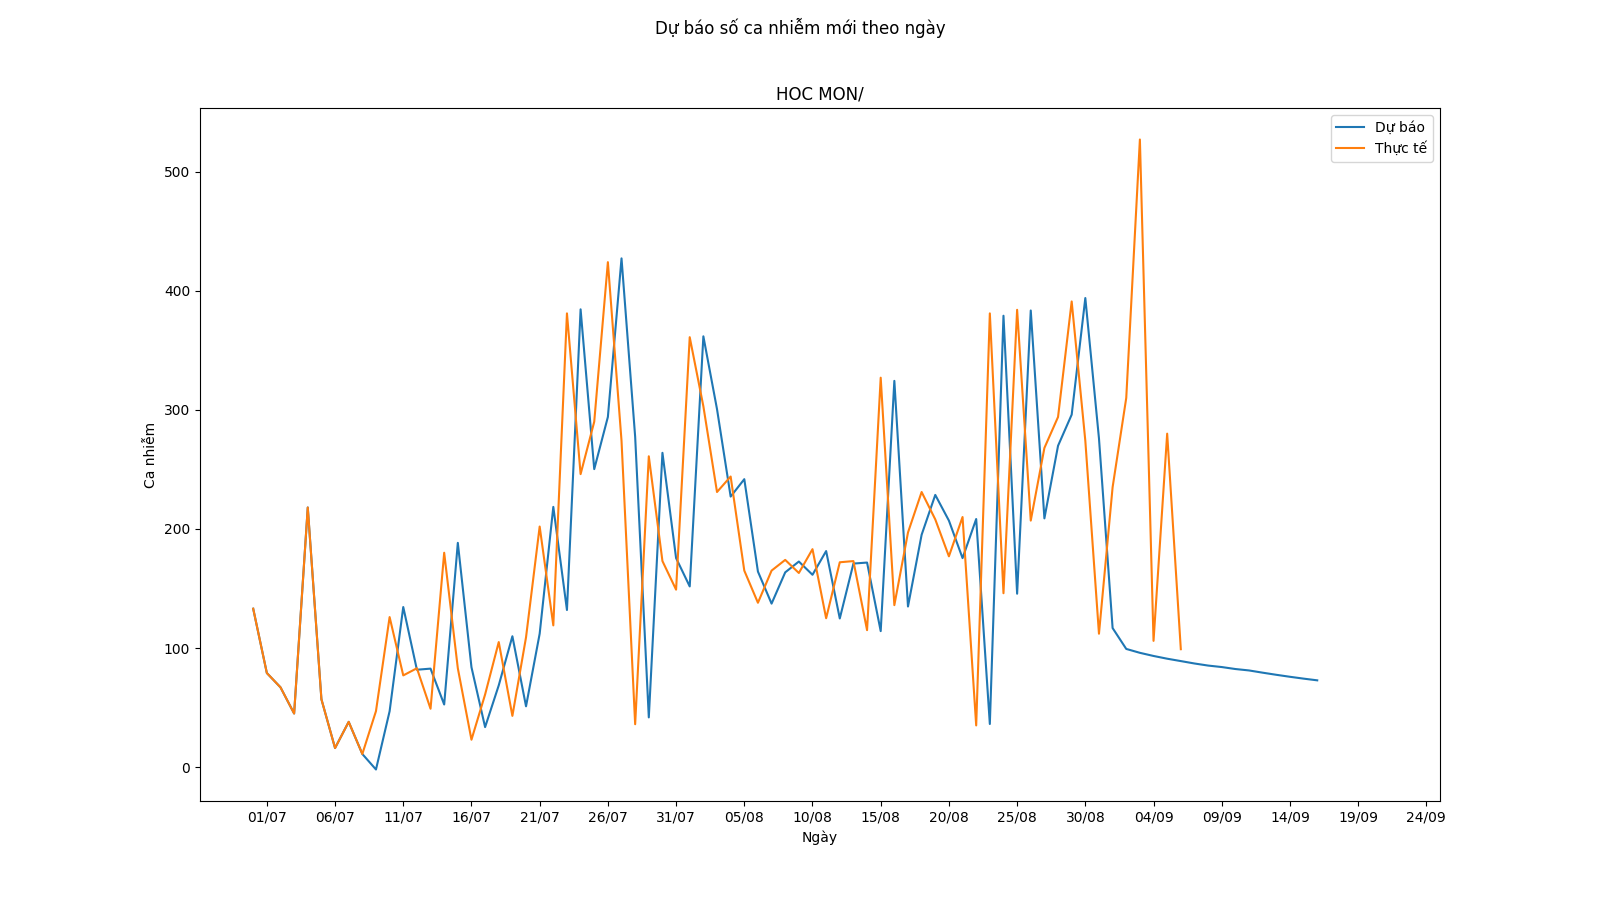 Dự báo số ca nhiễm mới theo ngày
HOC MON/
Dự báo
Thực tế
500
400
300
200
100
0
Ca nhiễm
01/07 06/07 11/07 16/07 21/07 26/07 31/07 05/08 10/08 15/08 20/08 25/08 30/08 04/09 09/09 14/09 19/09 24/09
Ngày